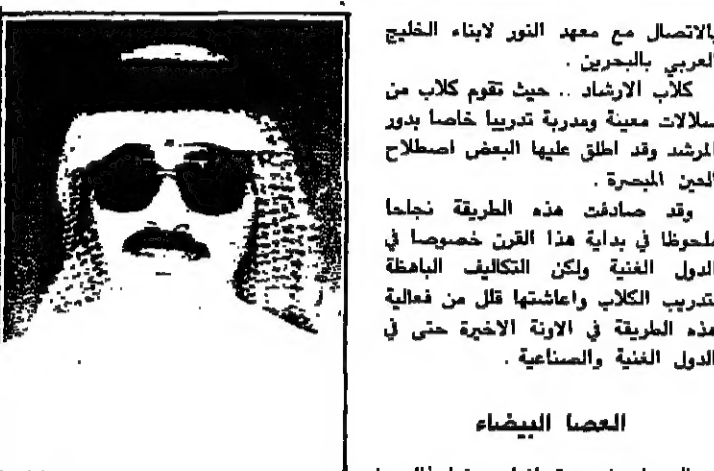 بالاتصال مع معهد النور لابناء الخليج
العربي بالبحرين .
كلاب الارشاد .. حيث تقوم كلاب من
سلالات معينة ومدربة تدريبا خاصا بدور
المرشد وقد اطلق عليها البعض اصطلاح
العين المبصرة .
وقد صادفت هذه الطريقة نجاحا
ملحوظا في بداية هذا القرن خصوصا في
الدول الغنية ولكن التكاليف الباهظة
لتدريب الكلاب واعاشتها قلل من فعالية
هذه الطريقة في الاونة الاخيرة حتى في
الدول الغنية والصناعية .
العصا البيضاء